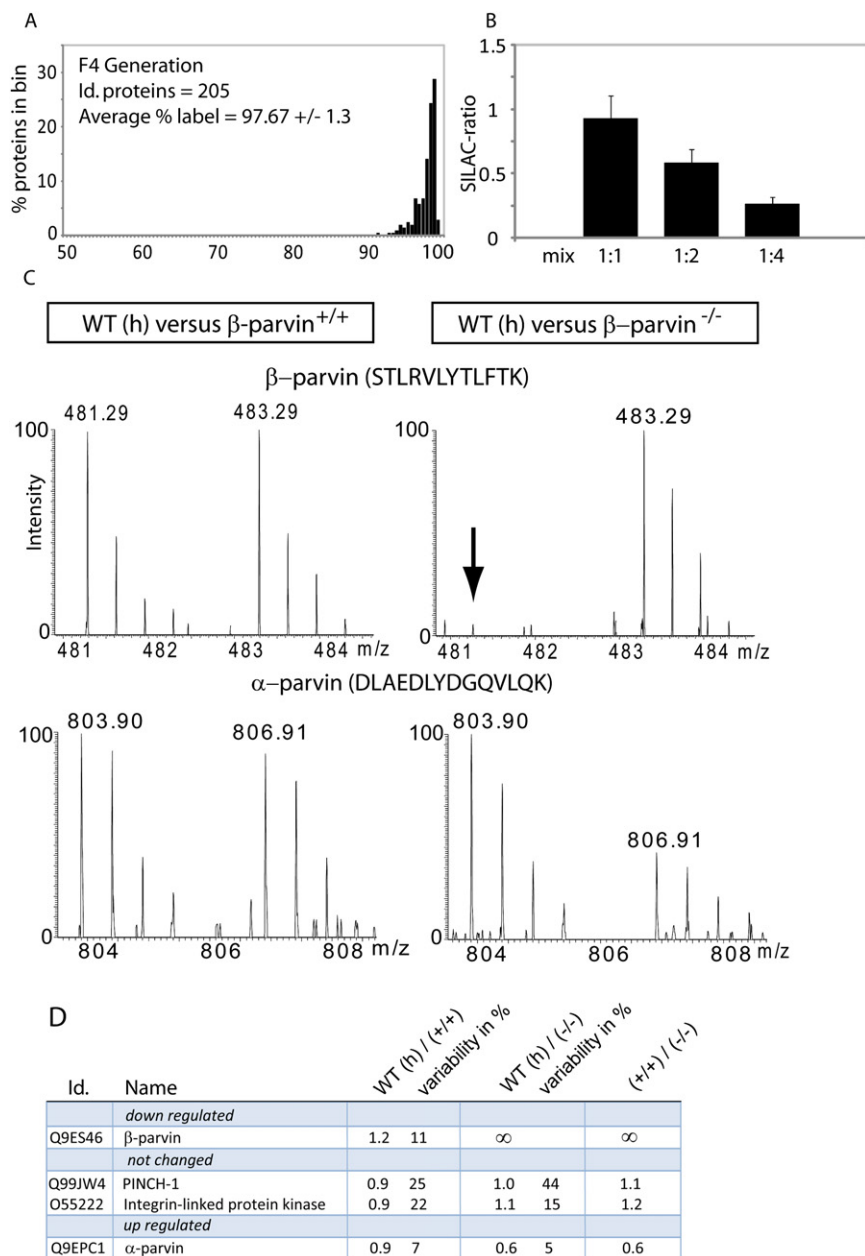 A
F4 Generation
Id. proteins = 205
Average % label = 97.67 +/- 1.3
% proteins in bin
30
20
10
0
50 60 70 80 90 100
B
SILAC-ratio
1.5
1
0.5
0
mix 1:1 1:2 1:4
C
WT (h) versus β-parvin+/+
WT (h) versus β–parvin -/-
β–parvin (STLRVLYTLFTK)
481.29 483.29
100
Intensity
0
481 482 483 484 m/z
483.29
100
0
481 482 483 484 m/z
α–parvin (DLAEDLYDGQVLQK)
803.90 806.91
100
0
804 806 808 m/z
803.90
806.91
100
0
804 806 808 m/z
D
Id. Name WT (h) / (+/+) variability in % WT (h) / (-/-) variability in % (+/+) / (-/-)
down regulated
Q9ES46 β-parvin 1.2 11 ∞ ∞
not changed
Q99JW4 PINCH-1 0.9 25 1.0 44 1.1
O55222 Integrin-linked protein kinase 0.9 22 1.1 15 1.2
up regulated
Q9EPC1 α-parvin 0.9 7 0.6 5 0.6